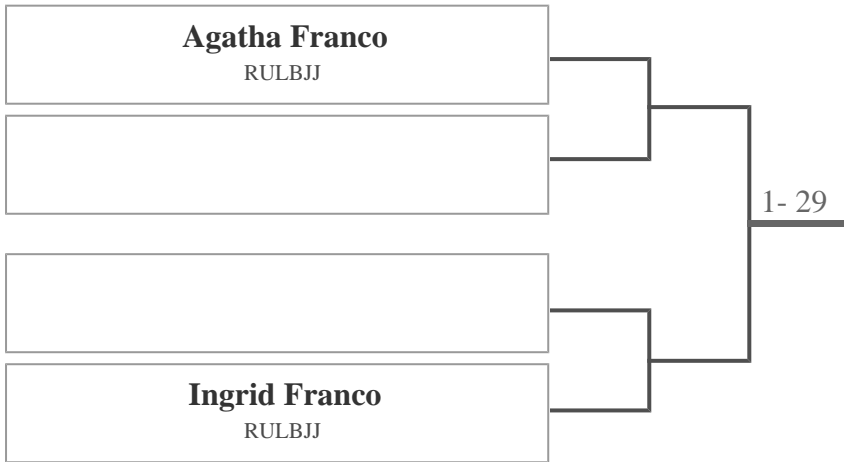 Agatha Franco
RULBJJ
1- 29
Ingrid Franco
RULBJJ